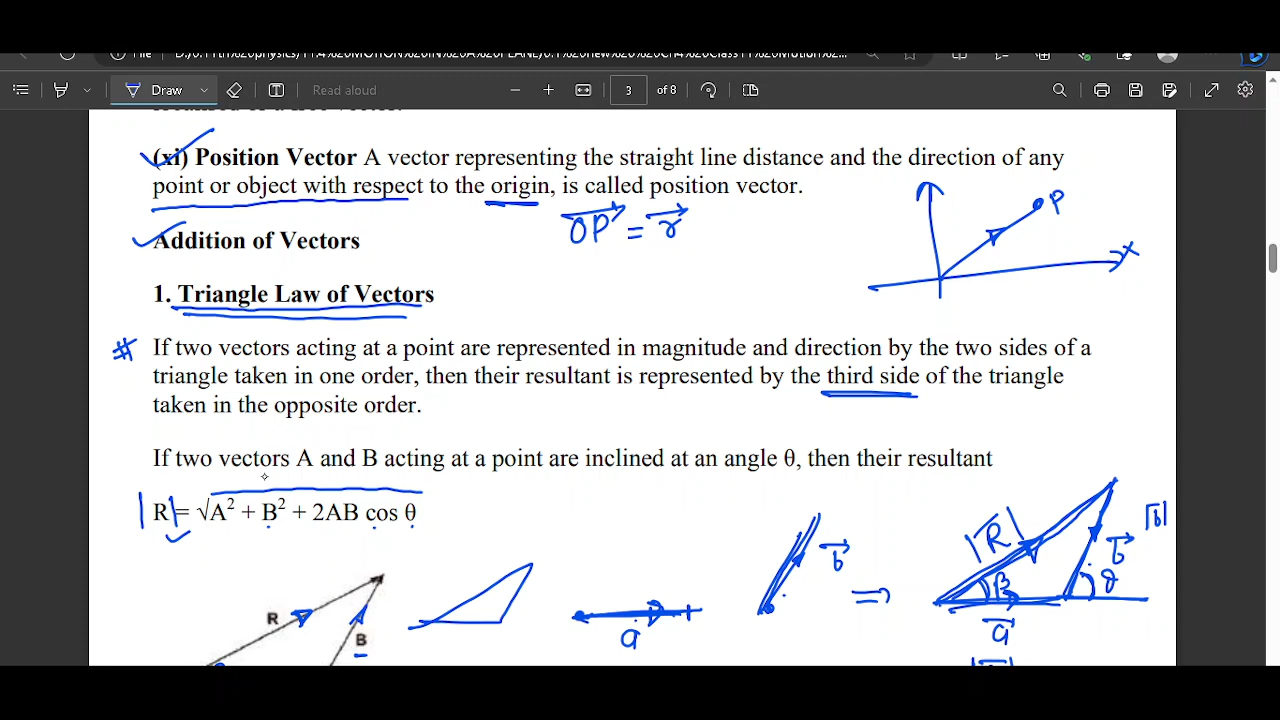 Draw
Read aloud
3
of 8
(xi) Position Vector A vector representing the straight line distance and the direction of any
point or object with respect to the origin, is called position vector.
OP = r
P
x
Addition of Vectors
1. Triangle Law of Vectors
# If two vectors acting at a point are represented in magnitude and direction by the two sides of a
triangle taken in one order, then their resultant is represented by the third side of the triangle
taken in the opposite order.
If two vectors A and B acting at a point are inclined at an angle θ, then their resultant
|R| = √A² + B² + 2AB cos θ
R
B
a
b
⇒
|R|
β
a
b
θ
|b|